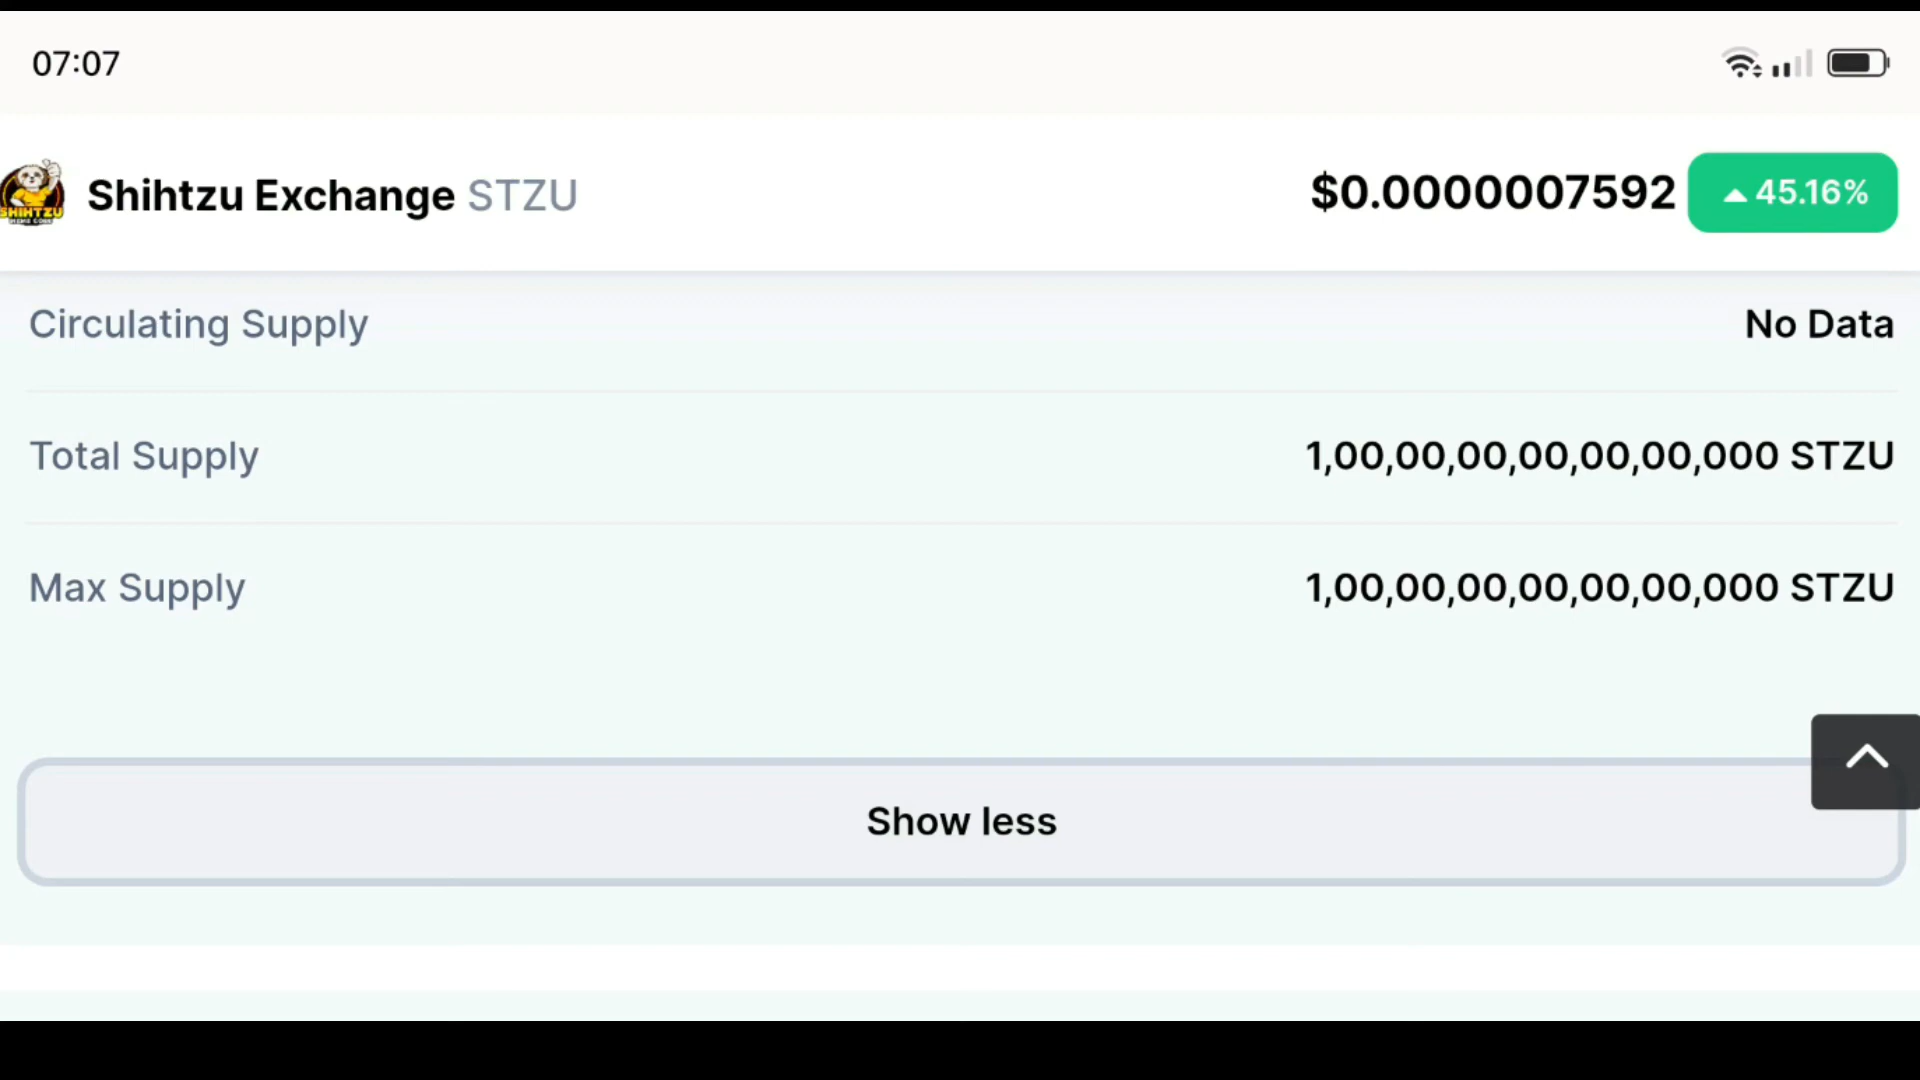 07:07
SHIHTZU
Shihtzu Exchange STZU
$0.0000007592
▲ 45.16%
Circulating Supply
No Data
Total Supply
1,00,00,00,00,00,00,000 STZU
Max Supply
1,00,00,00,00,00,00,000 STZU
Show less